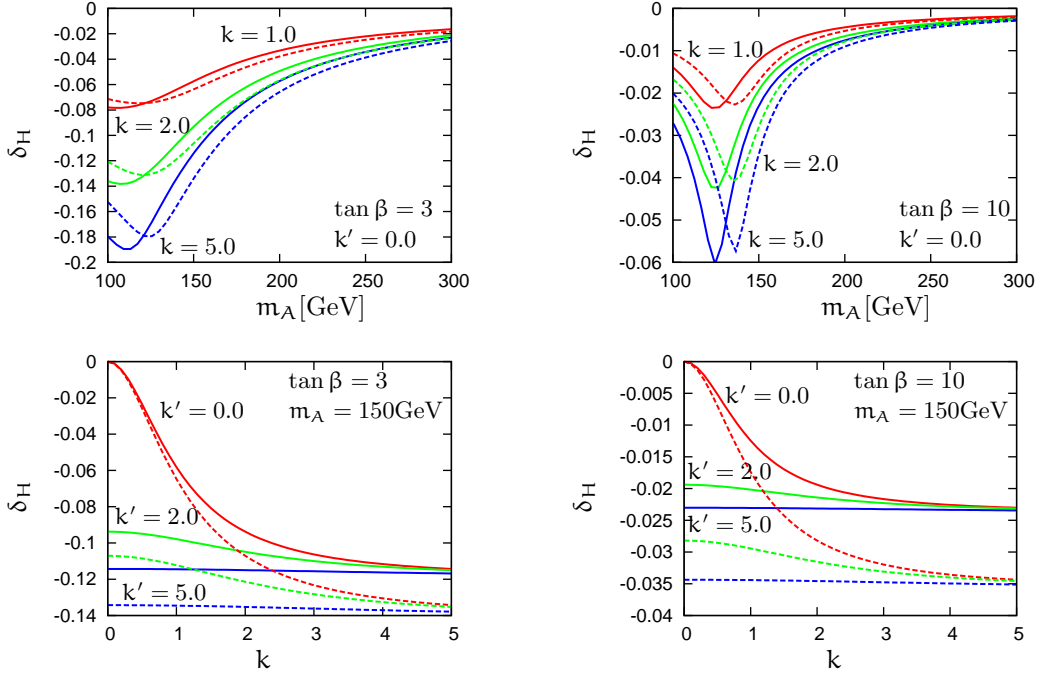 0
-0.02
-0.04
-0.06
-0.08
-0.1
-0.12
-0.14
-0.16
-0.18
-0.2
δH
k = 1.0
k = 2.0
k = 5.0
tan β = 3
k′ = 0.0
100 150 200 250 300
mA[GeV]
0
-0.01
-0.02
-0.03
-0.04
-0.05
-0.06
δH
k = 1.0
k = 2.0
k = 5.0
tan β = 10
k′ = 0.0
100 150 200 250 300
mA[GeV]
0
-0.02
-0.04
-0.06
-0.08
-0.1
-0.12
-0.14
δH
tan β = 3
mA = 150GeV
k′ = 0.0
k′ = 2.0
k′ = 5.0
0 1 2 3 4 5
k
0
-0.005
-0.01
-0.015
-0.02
-0.025
-0.03
-0.035
-0.04
δH
tan β = 10
mA = 150GeV
k′ = 0.0
k′ = 2.0
k′ = 5.0
0 1 2 3 4 5
k